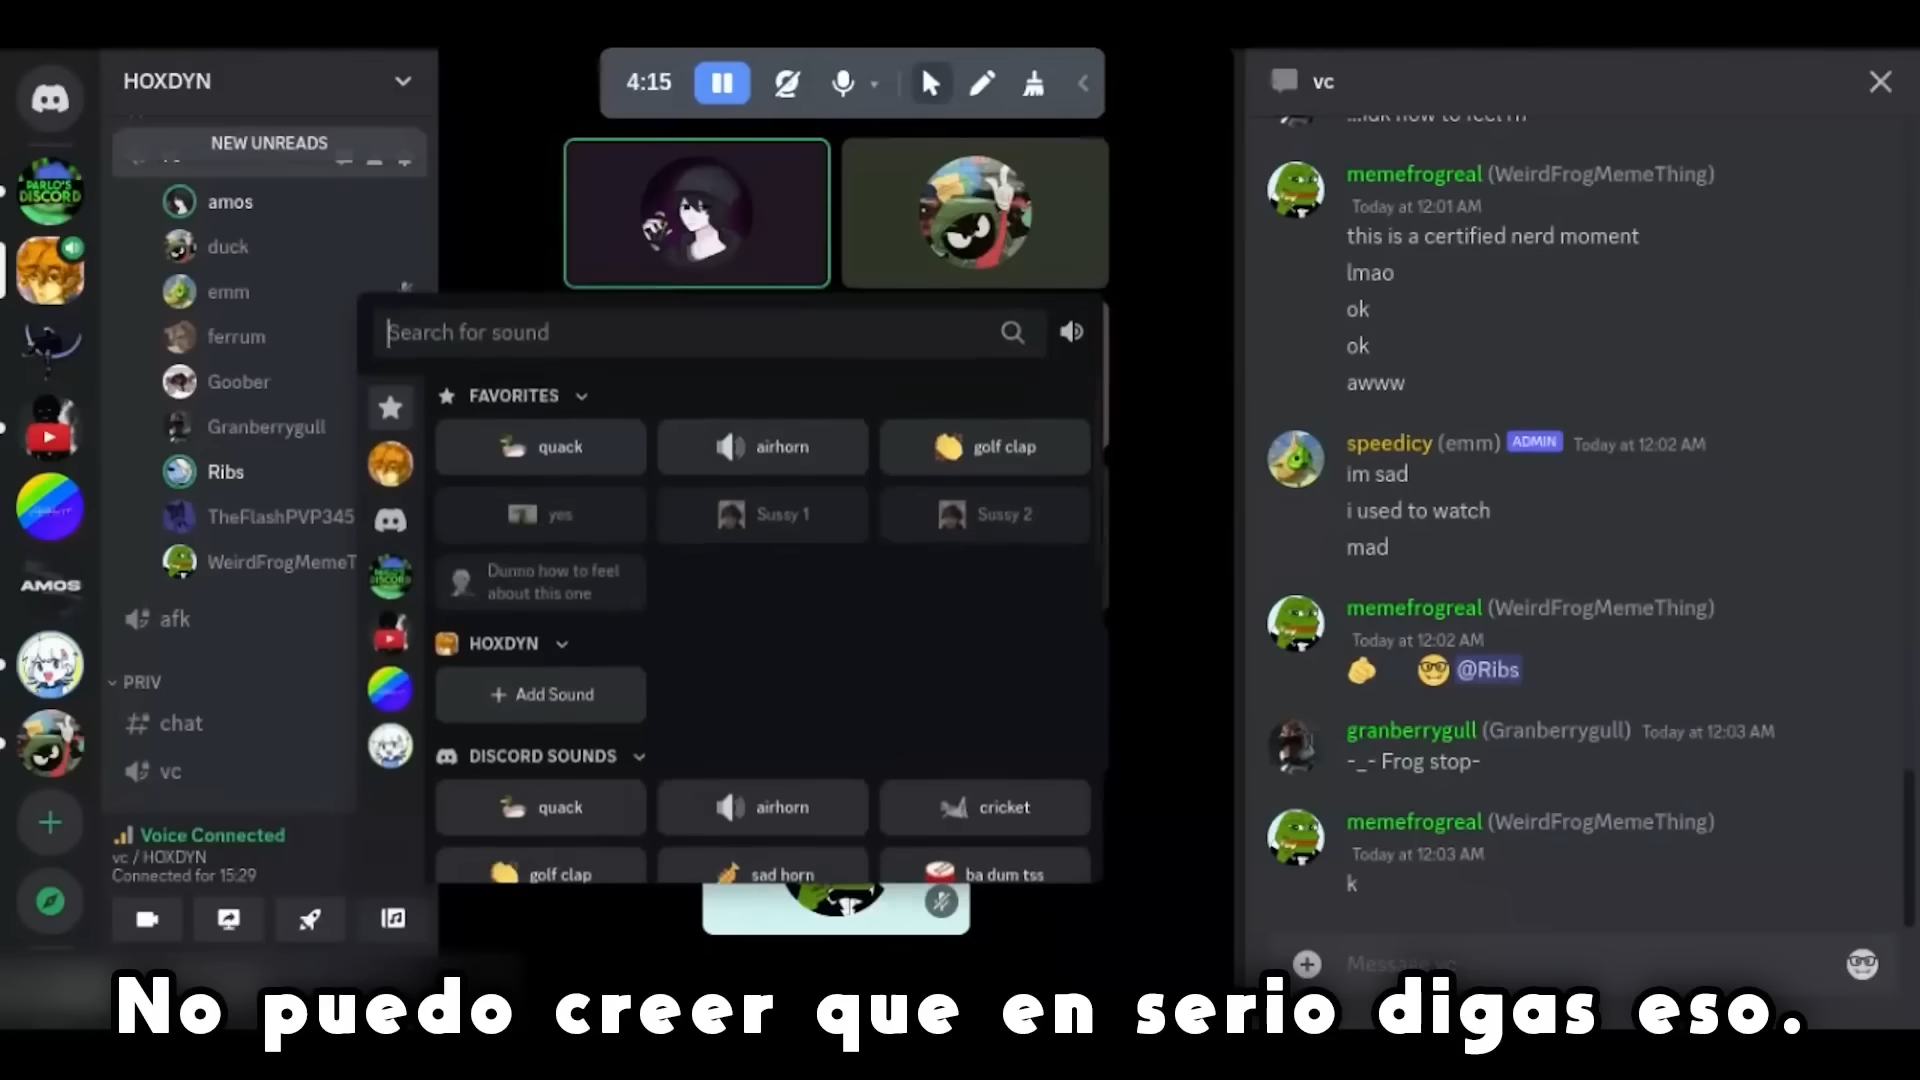 HOXDYN
NEW UNREADS
amos
duck
emm
ferrum
Goober
Granberrygull
Ribs
TheFlashPVP345
WeirdFrogMemeT
afk
PRIV
chat
vc
Voice Connected
vc / HOXDYN
Connected for 15:29
PARLO'S
DISCORD
AMOS
4:15
Search for sound
FAVORITES
quack
airhorn
golf clap
yes
Sussy 1
Sussy 2
Dunno how to feel
about this one
HOXDYN
Add Sound
DISCORD SOUNDS
quack
airhorn
cricket
golf clap
sad horn
ba dum tss
vc
memefrogreal (WeirdFrogMemeThing)
Today at 12:01 AM
this is a certified nerd moment
lmao
ok
ok
awww
speedicy (emm) ADMIN Today at 12:02 AM
im sad
i used to watch
mad
memefrogreal (WeirdFrogMemeThing)
Today at 12:02 AM
@Ribs
granberrygull (Granberrygull) Today at 12:03 AM
-_- Frog stop-
memefrogreal (WeirdFrogMemeThing)
Today at 12:03 AM
k
Message vc
No puedo creer que en serio digas eso.